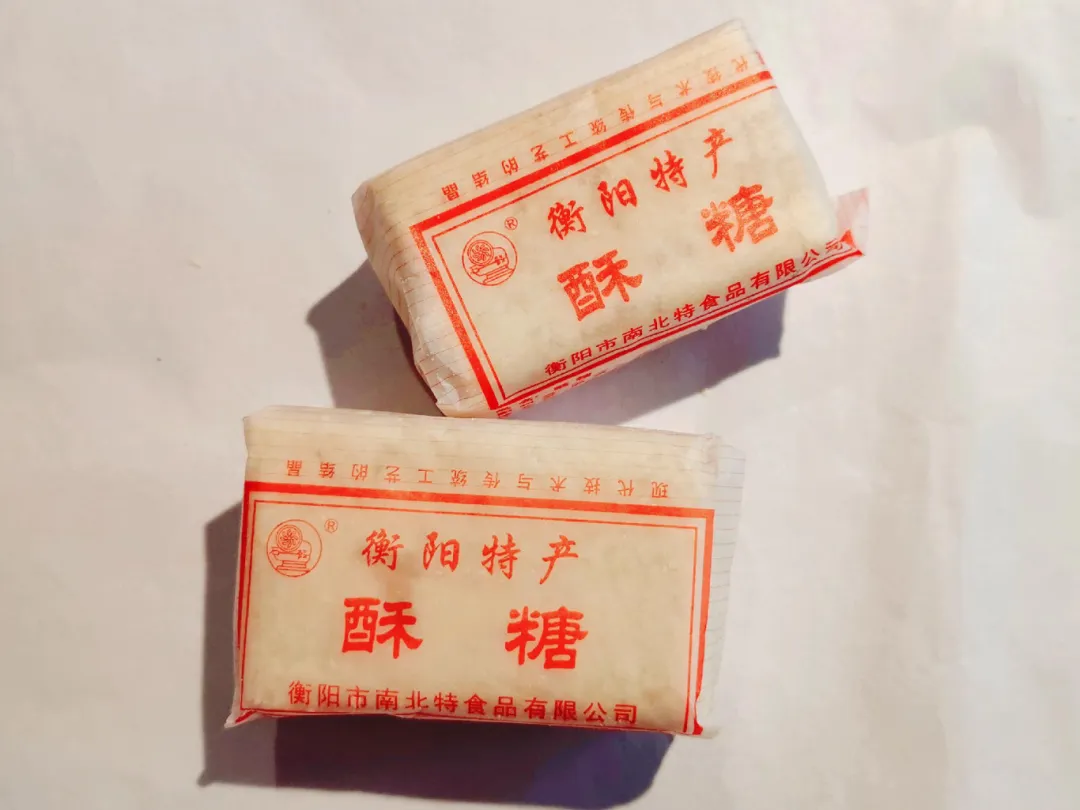 现代技术与传统工艺的结晶
®
衡阳特产
酥糖
衡阳市南北特食品有限公司
现代技术与传统工艺的结晶
®
衡阳特产
酥糖
衡阳市南北特食品有限公司